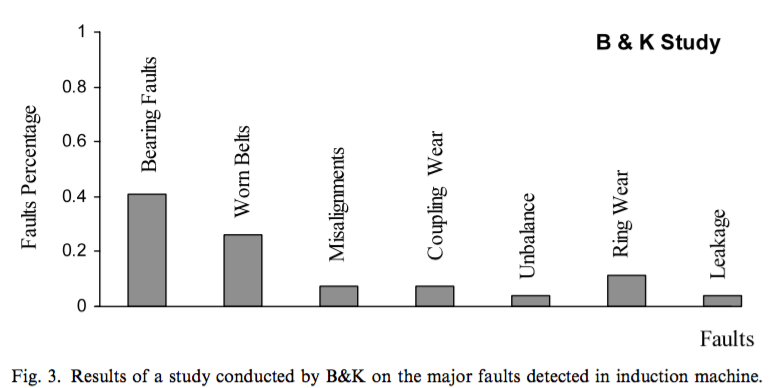 B & K Study
Faults Percentage
1
0.8
0.6
0.4
0.2
0
Bearing Faults
Worn Belts
Misalignments
Coupling Wear
Unbalance
Ring Wear
Leakage
Faults
Fig. 3. Results of a study conducted by B&K on the major faults detected in induction machine.